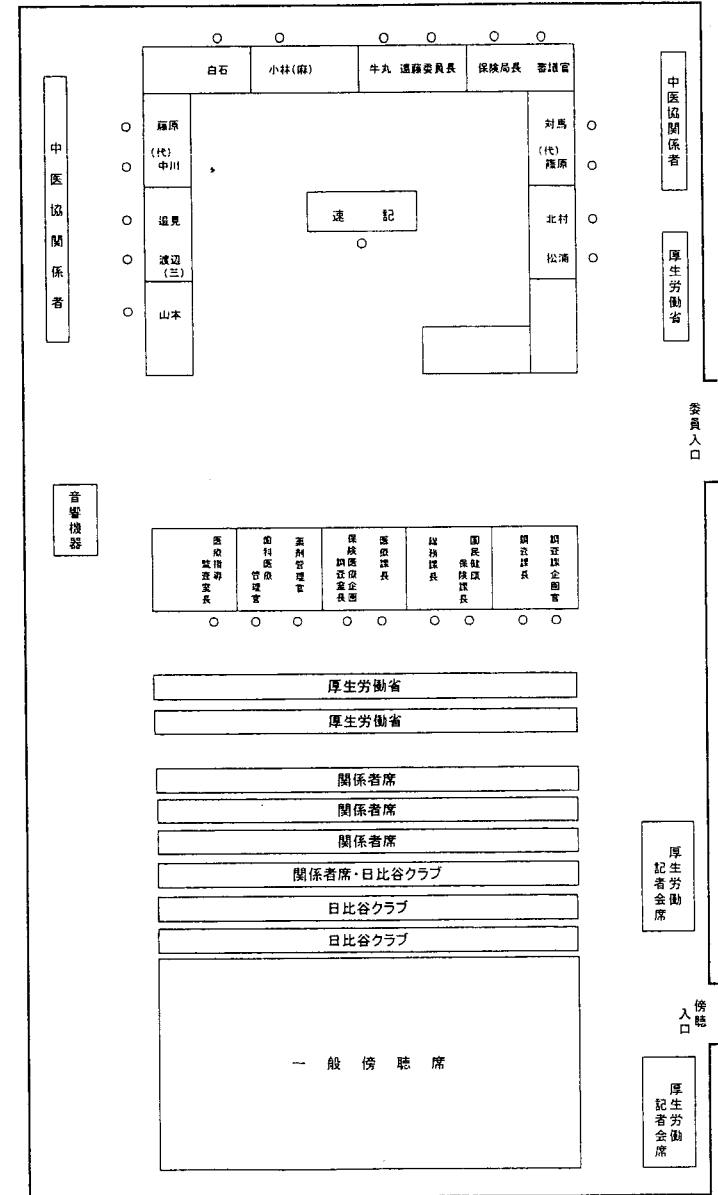 白石 小林(麻) 牛丸 遠藤委員長 保険局長 審議官
中医協関係者
藤原
(代)
中川
遠見
渡辺
(三)
山本
速記
対馬
(代)
篠原
北村
松浦
中医協関係者
厚生労働省
委員入口
音響機器
医療指導監査室長
歯科医療管理官
薬剤管理官
保険医療企画調査室長
医療課長
総務課長
国民健康保険課長
調査課長
調査課企画官
厚生労働省
厚生労働省
関係者席
関係者席
関係者席
関係者席・日比谷クラブ
日比谷クラブ
日比谷クラブ
厚生労働記者会席
傍聴入口
一般傍聴席
厚生労働記者会席